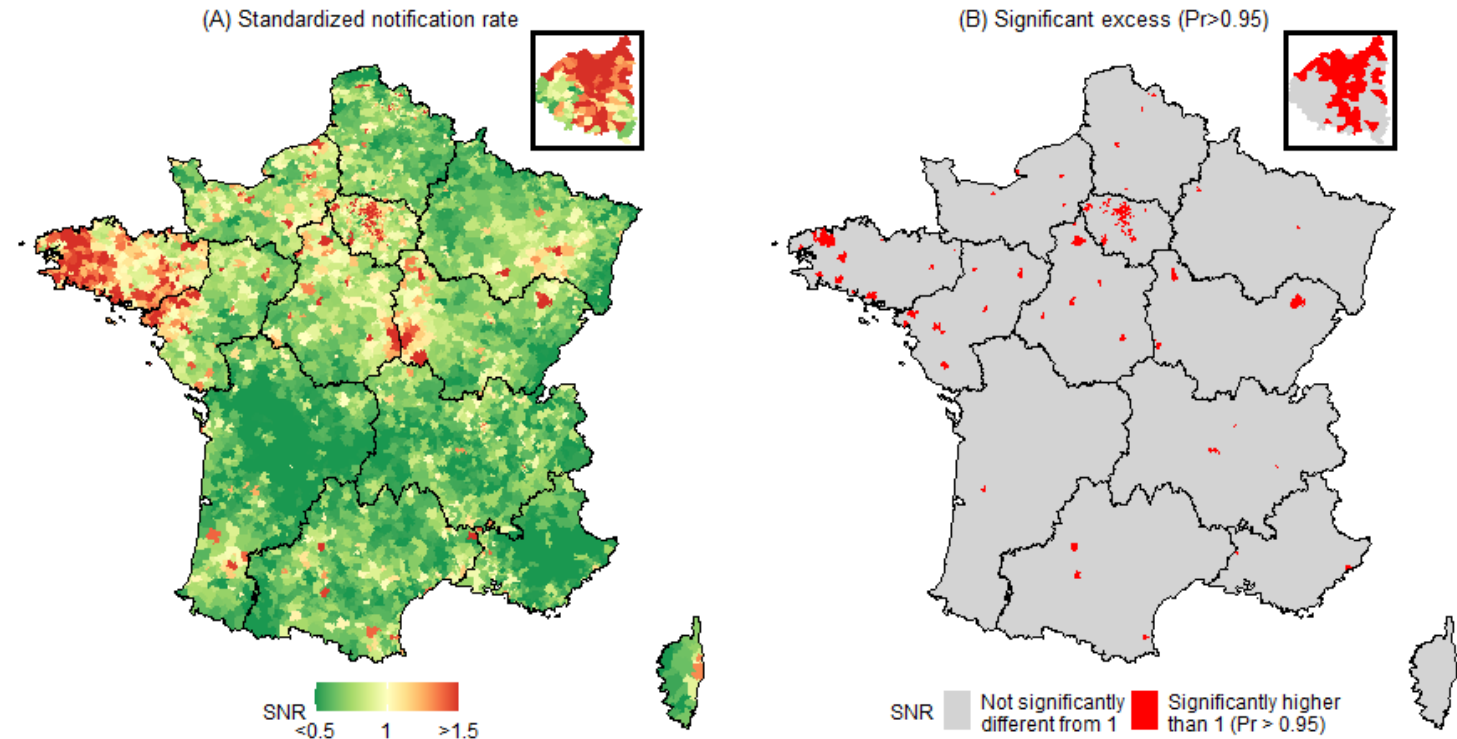 (A) Standardized notification rate
(B) Significant excess (Pr>0.95)
SNR
<0.5 1 >1.5
SNR
Not significantly
different from 1
Significantly higher
than 1 (Pr > 0.95)